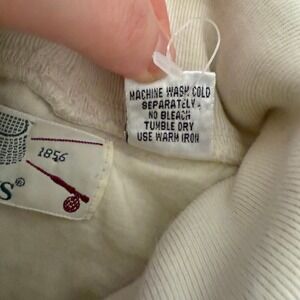 MACHINE WASH COLD
SEPARATELY.
NO BLEACH
TUMBLE DRY
USE WARM IRON
1856
S